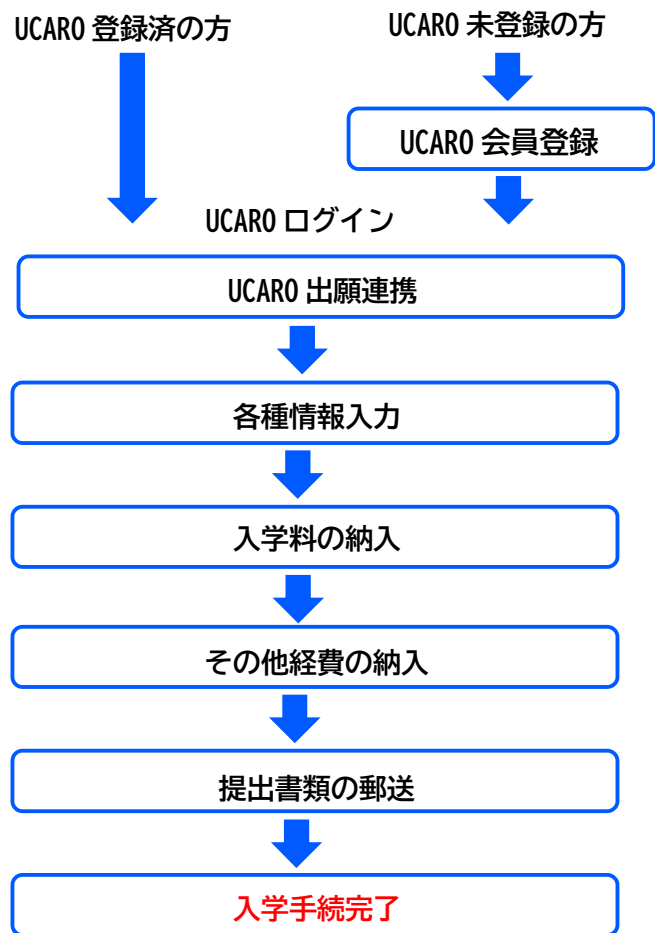 UCARO 登録済の方
UCARO 未登録の方
UCARO 会員登録
UCARO ログイン
UCARO 出願連携
各種情報入力
入学料の納入
その他経費の納入
提出書類の郵送
入学手続完了